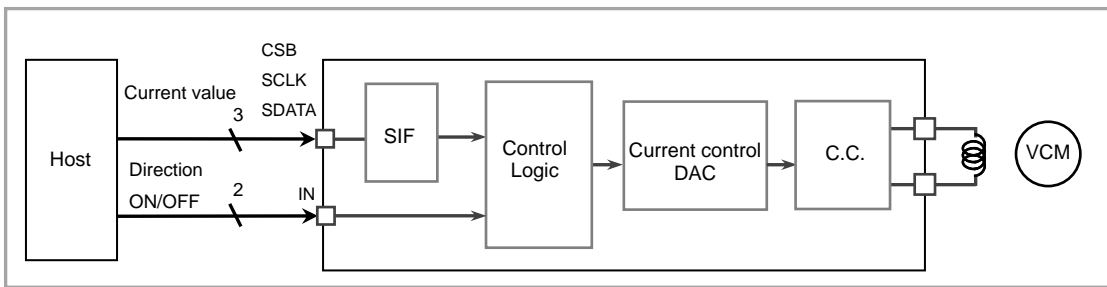 CSB
SCLK
SDATA
Current value
3
Host
Direction
ON/OFF
2
IN
SIF
Control
Logic
Current control
DAC
C.C.
VCM